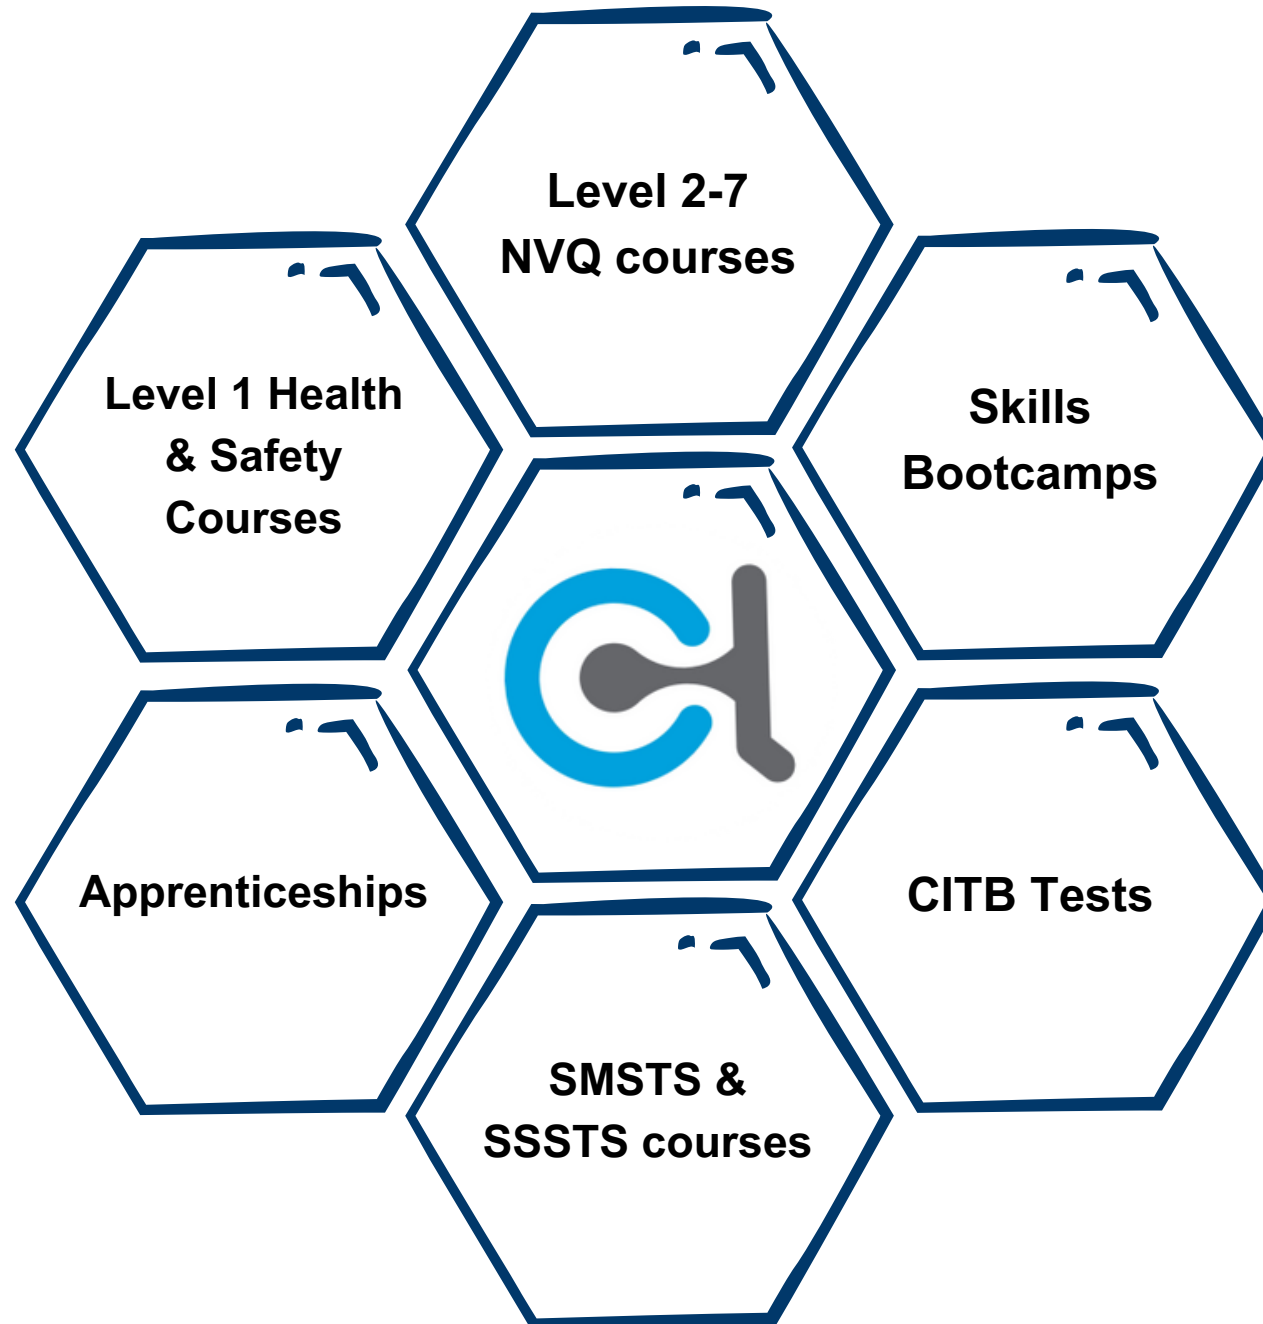 Level 2-7
NVQ courses
Level 1 Health
& Safety
Courses
Skills
Bootcamps
Apprenticeships
CITB Tests
SMSTS &
SSSTS courses